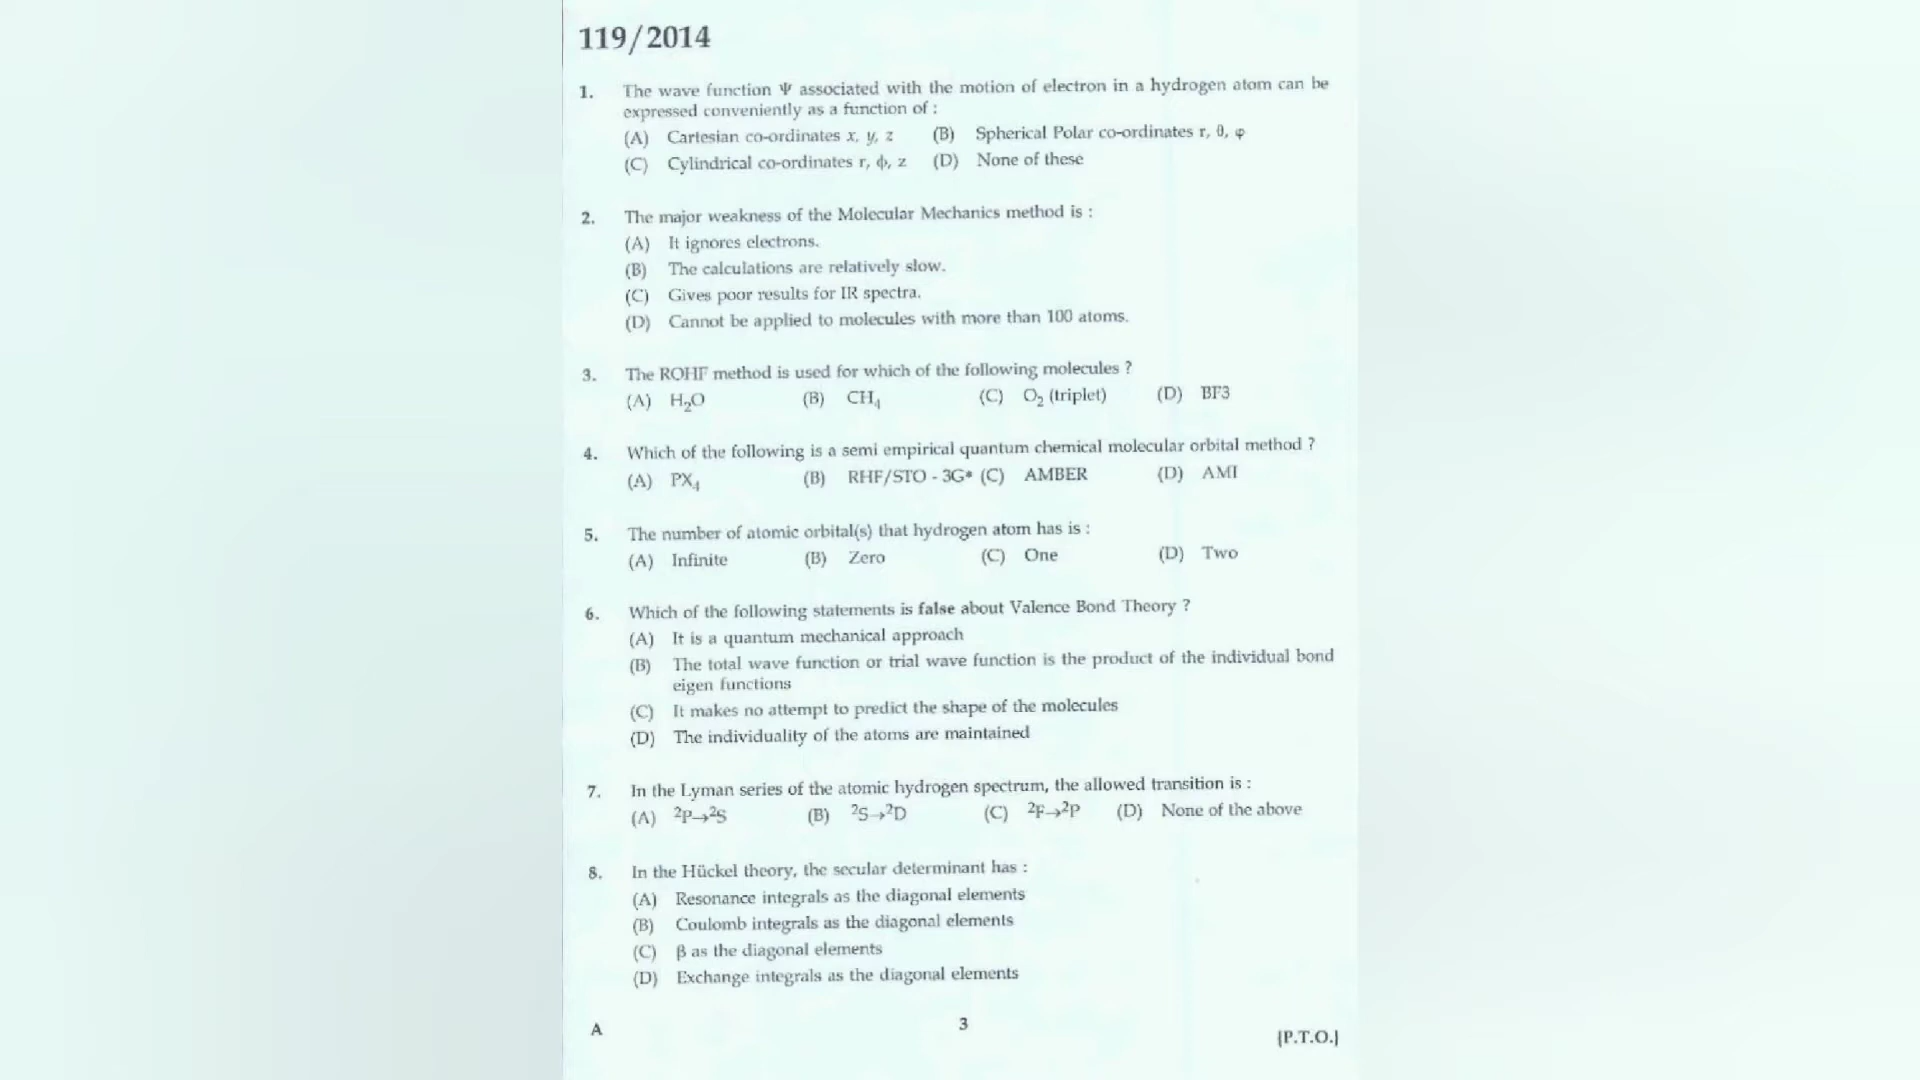 119/2014
1. The wave function Ψ associated with the motion of electron in a hydrogen atom can be
expressed conveniently as a function of :
(A) Cartesian co-ordinates x, y, z (B) Spherical Polar co-ordinates r, θ, φ
(C) Cylindrical co-ordinates r, ϕ, z (D) None of these
2. The major weakness of the Molecular Mechanics method is :
(A) It ignores electrons.
(B) The calculations are relatively slow.
(C) Gives poor results for IR spectra.
(D) Cannot be applied to molecules with more than 100 atoms.
3. The ROHF method is used for which of the following molecules ?
(A) H₂O (B) CH₄ (C) O₂ (triplet) (D) BF3
4. Which of the following is a semi empirical quantum chemical molecular orbital method ?
(A) PX₄ (B) RHF/STO - 3G* (C) AMBER (D) AMI
5. The number of atomic orbital(s) that hydrogen atom has is :
(A) Infinite (B) Zero (C) One (D) Two
6. Which of the following statements is false about Valence Bond Theory ?
(A) It is a quantum mechanical approach
(B) The total wave function or trial wave function is the product of the individual bond
eigen functions
(C) It makes no attempt to predict the shape of the molecules
(D) The individuality of the atoms are maintained
7. In the Lyman series of the atomic hydrogen spectrum, the allowed transition is :
(A) ²P→²S (B) ²S→²D (C) ²F→²P (D) None of the above
8. In the Hückel theory, the secular determinant has :
(A) Resonance integrals as the diagonal elements
(B) Coulomb integrals as the diagonal elements
(C) β as the diagonal elements
(D) Exchange integrals as the diagonal elements
A 3 [P.T.O.]